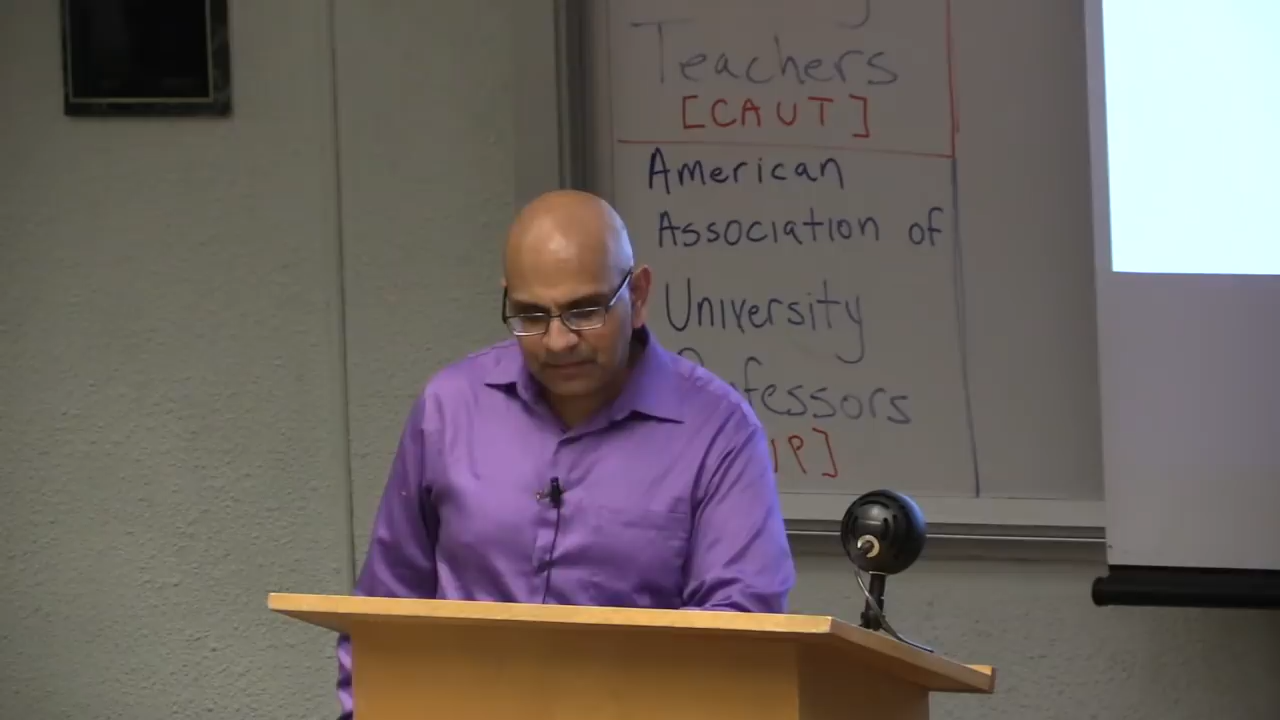 Teachers
[CAUT]
American
Association of
University
fessors
P]